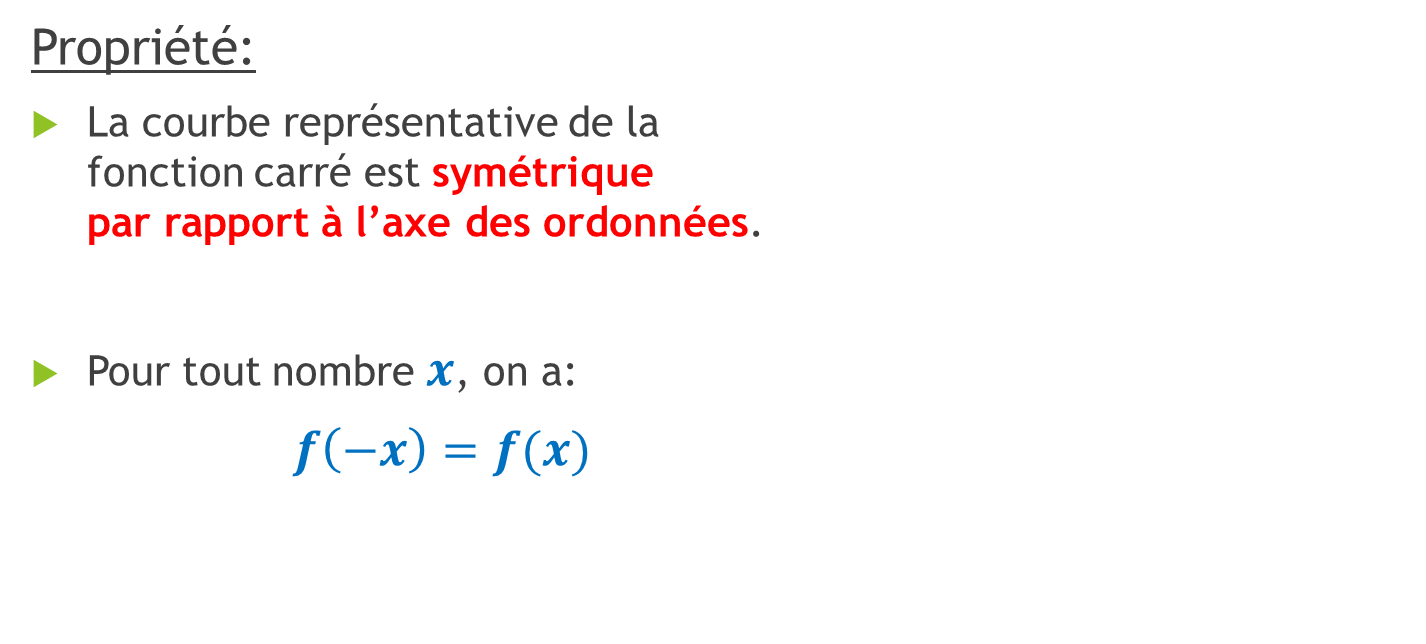 Propriété:
La courbe représentative de la
fonction carré est symétrique
par rapport à l’axe des ordonnées.
Pour tout nombre x, on a:
f(−x) = f(x)